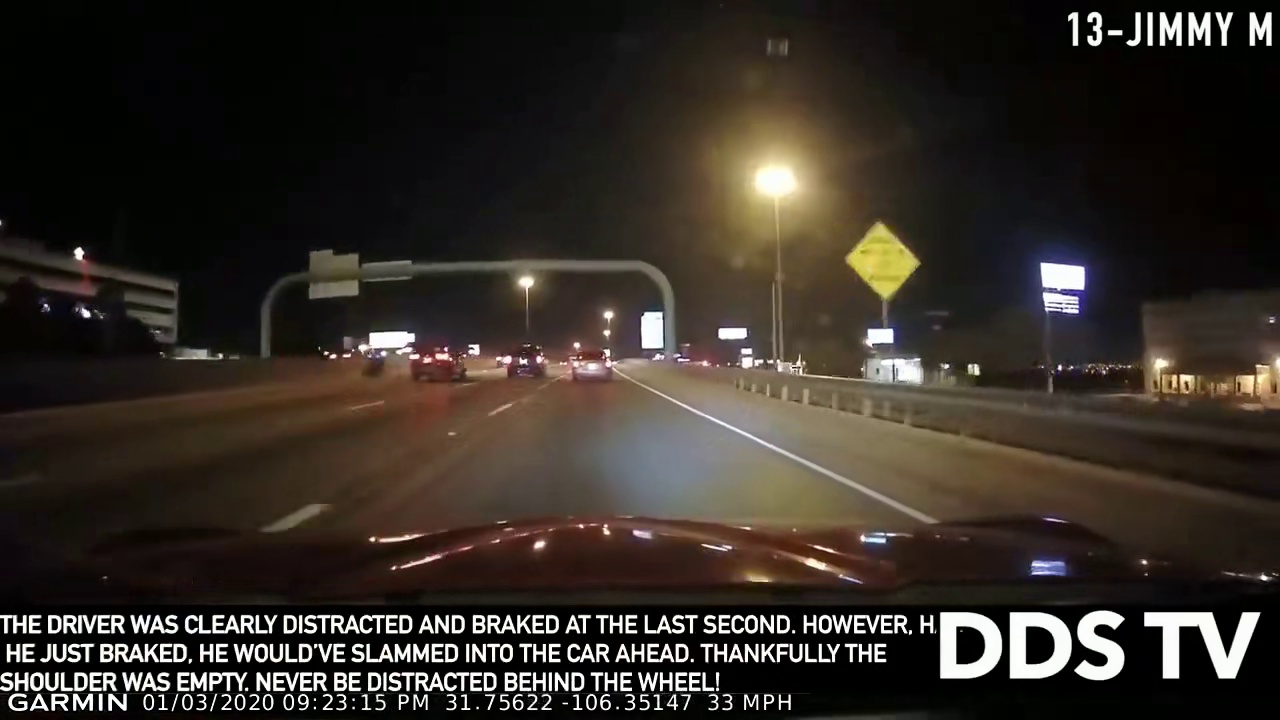 13-JIMMY M
THE DRIVER WAS CLEARLY DISTRACTED AND BRAKED AT THE LAST SECOND. HOWEVER, H
HE JUST BRAKED, HE WOULD'VE SLAMMED INTO THE CAR AHEAD. THANKFULLY THE
SHOULDER WAS EMPTY. NEVER BE DISTRACTED BEHIND THE WHEEL!
DDS TV
GARMIN 01/03/2020 09:23:15 PM 31.75622 -106.35147 33 MPH